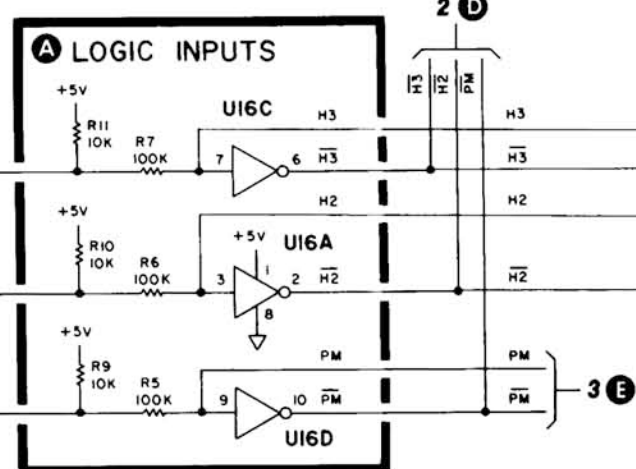 2 D
A LOGIC INPUTS
H3 H2 PM
+5V
U16C
R11
10K
R7
100K
7
6
H3
H3
H3
H3
H2
H2
+5V
R10
10K
R6
100K
+5V
U16A
1
3
2
8
H2
H2
+5V
R9
10K
R5
100K
PM
PM
9
10
PM
PM
U16D
3 E